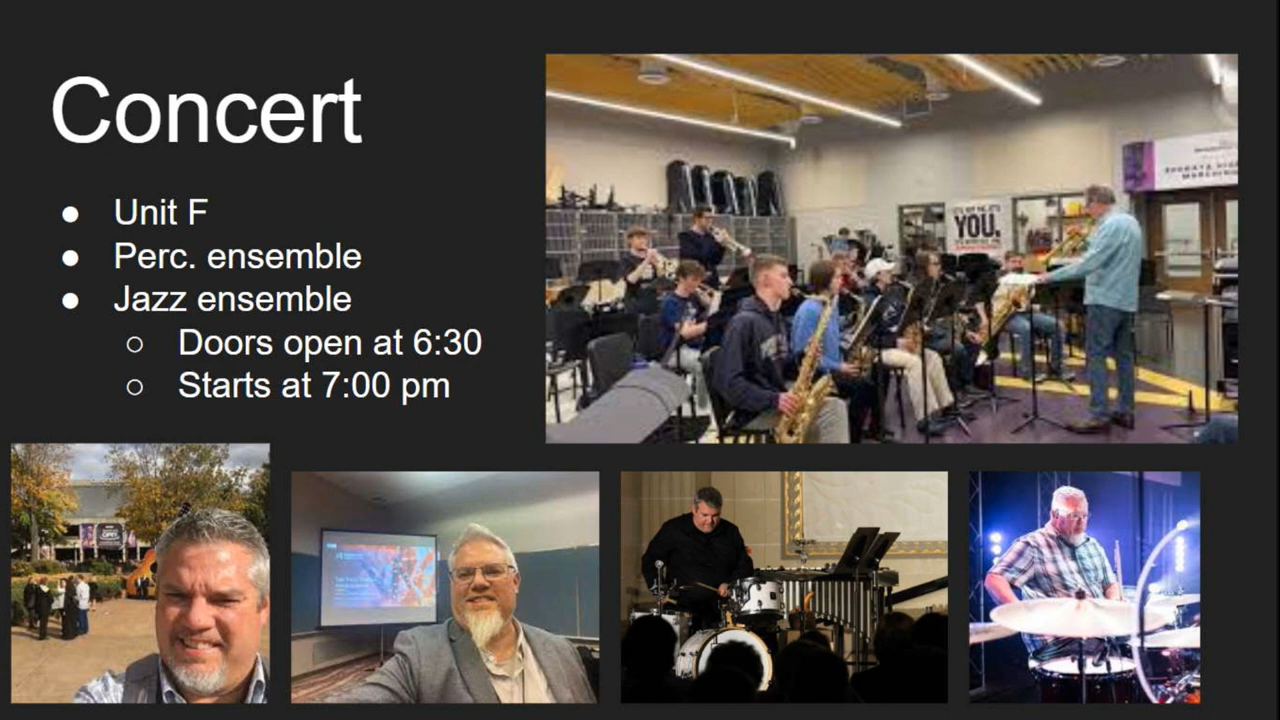 Concert
● Unit F
● Perc. ensemble
● Jazz ensemble
○ Doors open at 6:30
○ Starts at 7:00 pm
YOU.